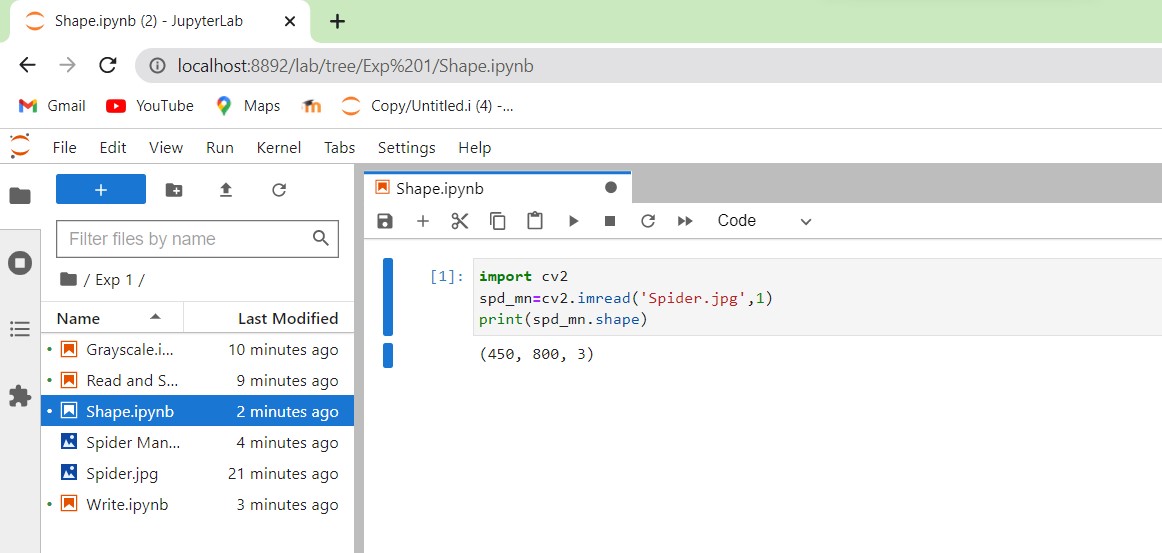 Shape.ipynb (2) - JupyterLab
localhost:8892/lab/tree/Exp%201/Shape.ipynb
Gmail YouTube Maps Copy/Untitled.i (4) -...
File Edit View Run Kernel Tabs Settings Help
Shape.ipynb
Code
Filter files by name
/ Exp 1 /
Name Last Modified
Grayscale.i... 10 minutes ago
Read and S... 9 minutes ago
Shape.ipynb 2 minutes ago
Spider Man... 4 minutes ago
Spider.jpg 21 minutes ago
Write.ipynb 3 minutes ago
[1]: import cv2
spd_mn=cv2.imread('Spider.jpg',1)
print(spd_mn.shape)
(450, 800, 3)